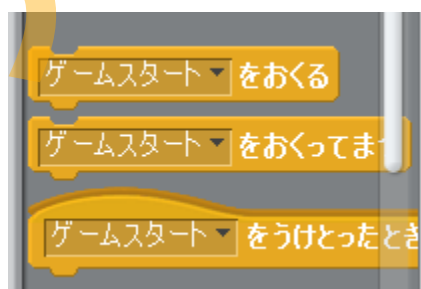 ゲームスタート をおくる
ゲームスタート をおくってま
ゲームスタート をうけとったとき